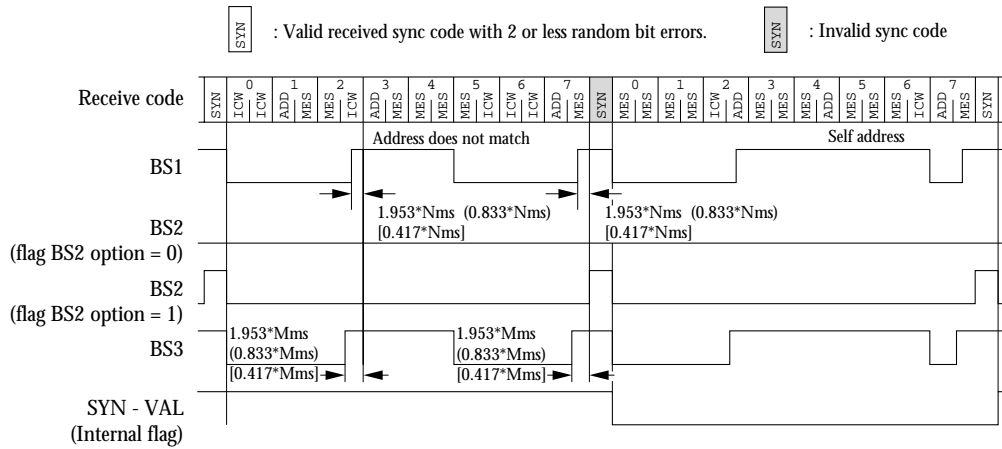 SYN : Valid received sync code with 2 or less random bit errors.
SYN : Invalid sync code
0 1 2 3 4 5 6 7 0 1 2 3 4 5 6 7
Receive code SYN ICW ICW ADD MES MES ICW ADD MES MES MES MES ICW ICW ICW ADD MES SYN MES MES MES MES ICW ADD MES MES MES ADD MES MES MES ICW ADD MES SYN
Address does not match Self address
BS1
1.953*Nms (0.833*Nms) 1.953*Nms (0.833*Nms)
[0.417*Nms] [0.417*Nms]
BS2
(flag BS2 option = 0)
BS2
(flag BS2 option = 1)
1.953*Mms 1.953*Mms
BS3 (0.833*Mms) (0.833*Mms)
[0.417*Mms] [0.417*Mms]
SYN - VAL
(Internal flag)